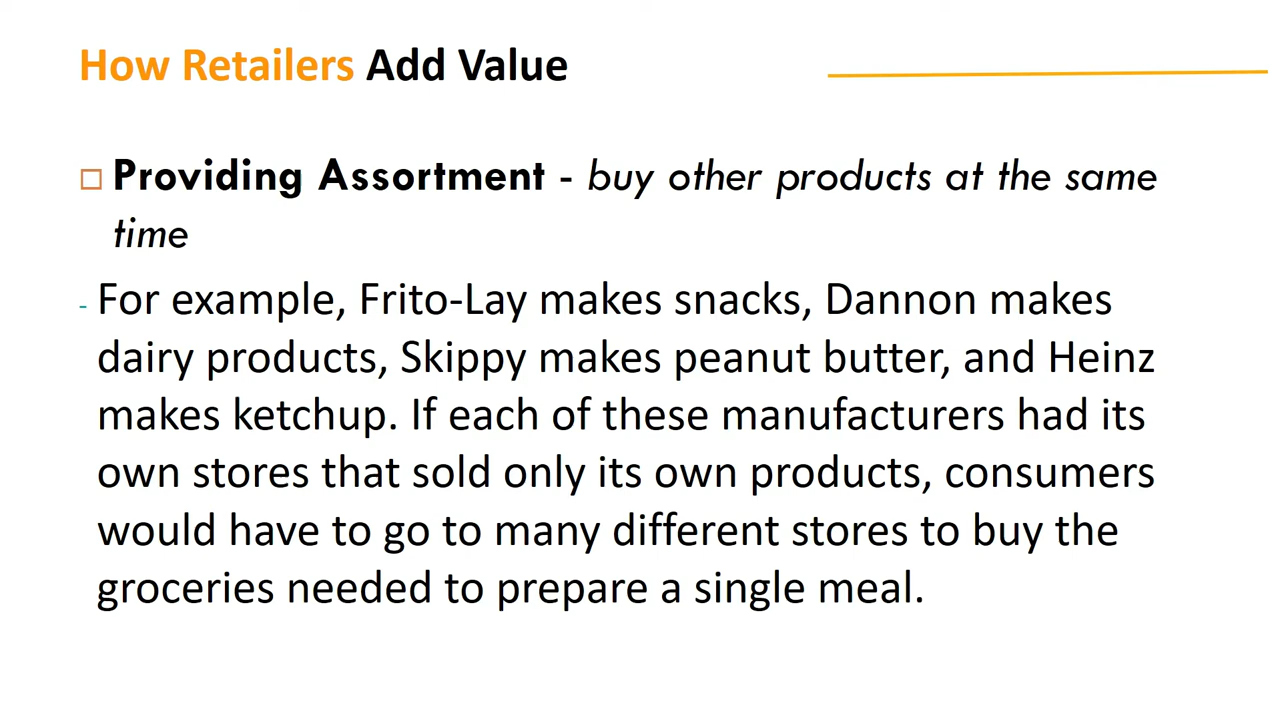 How Retailers Add Value
Providing Assortment - buy other products at the same
time
- For example, Frito-Lay makes snacks, Dannon makes
dairy products, Skippy makes peanut butter, and Heinz
makes ketchup. If each of these manufacturers had its
own stores that sold only its own products, consumers
would have to go to many different stores to buy the
groceries needed to prepare a single meal.